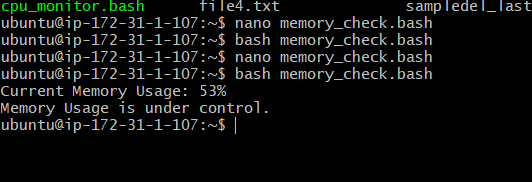 cpu_monitor.bash file4.txt sampledel_last
ubuntu@ip-172-31-1-107:~$ nano memory_check.bash
ubuntu@ip-172-31-1-107:~$ bash memory_check.bash
ubuntu@ip-172-31-1-107:~$ nano memory_check.bash
ubuntu@ip-172-31-1-107:~$ bash memory_check.bash
Current Memory Usage: 53%
Memory Usage is under control.
ubuntu@ip-172-31-1-107:~$